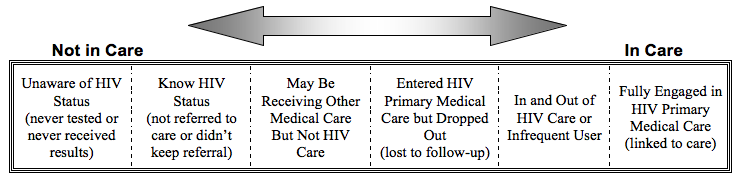 Not in Care
In Care
Unaware of HIV
Status
(never tested or
never received
results)
Know HIV
Status
(not referred to
care or didn't
keep referral)
May Be
Receiving Other
Medical Care
But Not HIV
Care
Entered HIV
Primary Medical
Care but Dropped
Out
(lost to follow-up)
In and Out of
HIV Care or
Infrequent User
Fully Engaged in
HIV Primary
Medical Care
(linked to care)